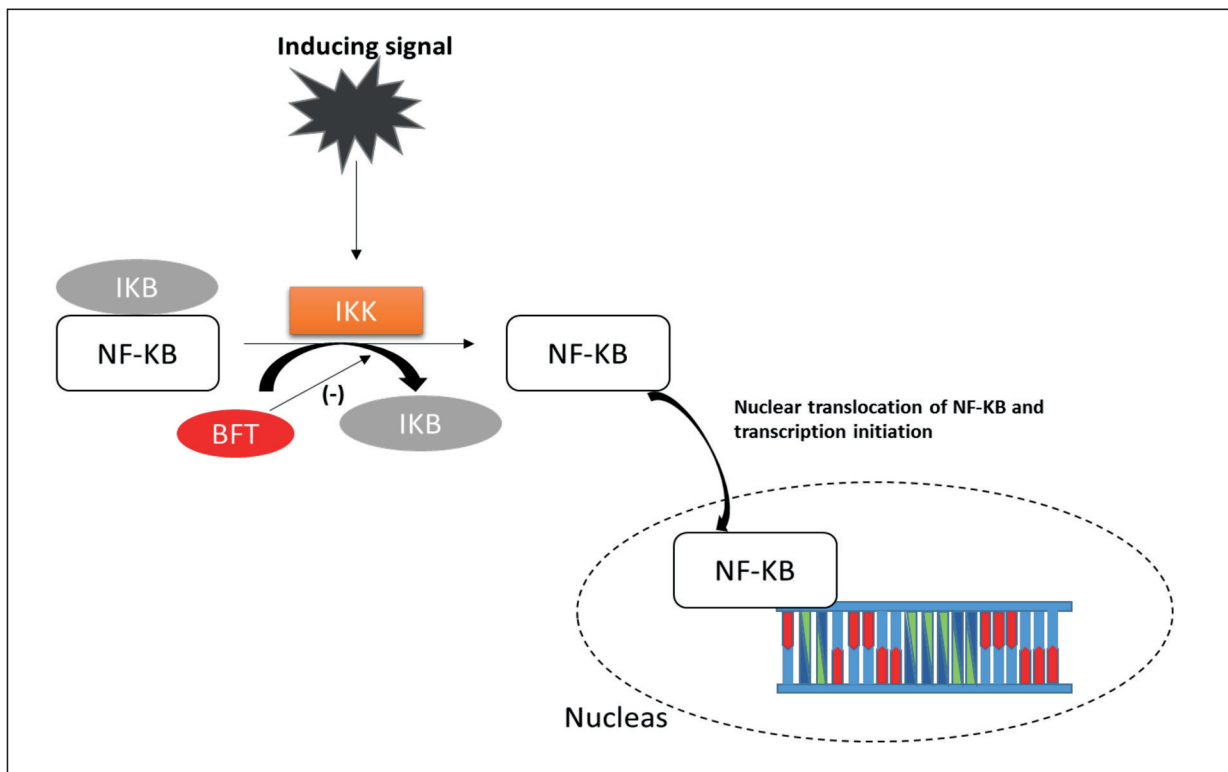 Inducing signal
IKB
IKK
NF-KB
NF-KB
(-)
BFT
IKB
Nuclear translocation of NF-KB and
transcription initiation
NF-KB
Nucleas